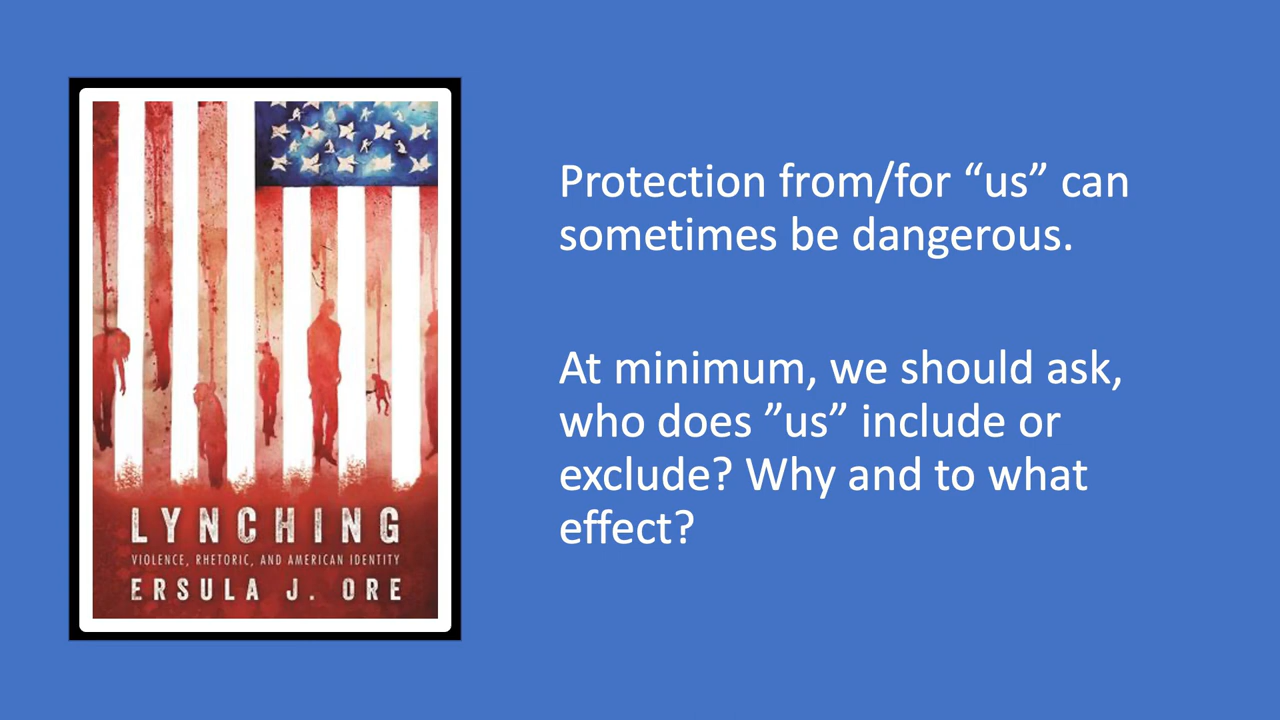 LYNCHING
VIOLENCE, RHETORIC, AND AMERICAN IDENTITY
ERSULA J. ORE
Protection from/for “us” can
sometimes be dangerous.
At minimum, we should ask,
who does ”us” include or
exclude? Why and to what
effect?